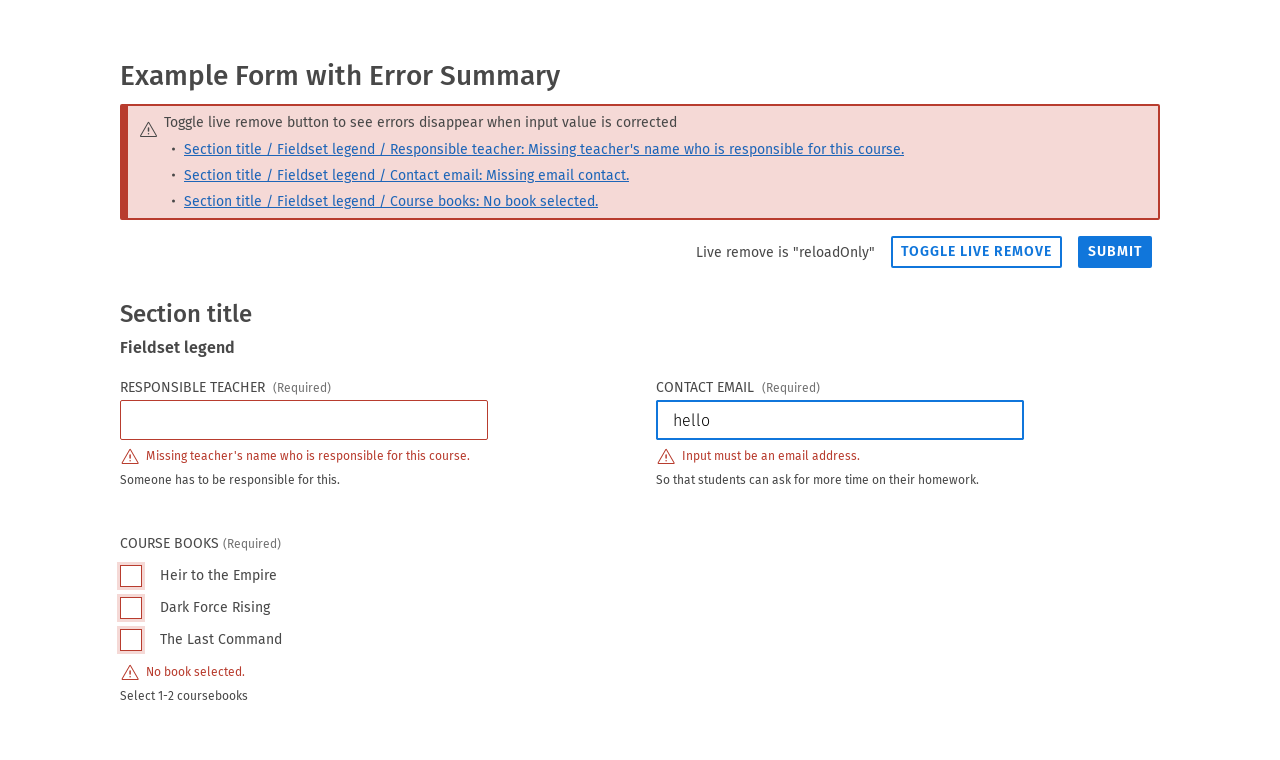 Example Form with Error Summary
Toggle live remove button to see errors disappear when input value is corrected
• Section title / Fieldset legend / Responsible teacher: Missing teacher's name who is responsible for this course.
• Section title / Fieldset legend / Contact email: Missing email contact.
• Section title / Fieldset legend / Course books: No book selected.
Live remove is "reloadOnly" TOGGLE LIVE REMOVE SUBMIT
Section title
Fieldset legend
RESPONSIBLE TEACHER (Required)
Missing teacher's name who is responsible for this course.
Someone has to be responsible for this.
CONTACT EMAIL (Required)
hello
Input must be an email address.
So that students can ask for more time on their homework.
COURSE BOOKS (Required)
Heir to the Empire
Dark Force Rising
The Last Command
No book selected.
Select 1-2 coursebooks